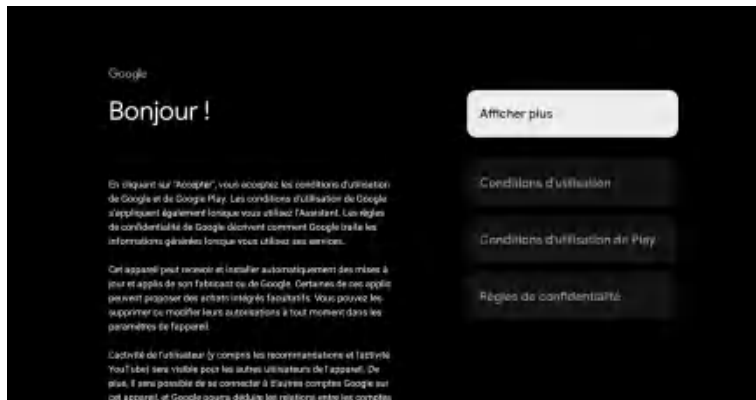 Google
Bonjour !
En cliquant sur "Accepter", vous acceptez les conditions d'utilisation
de Google et de Google Play. Les conditions d'utilisation de Google
s'appliquent également lorsque vous utilisez l'Assistant. Les règles
de confidentialité de Google décrivent comment Google traite les
informations générées lorsque vous utilisez ses services.
Cet appareil peut recevoir et installer automatiquement des mises à
jour et applis de son fabricant ou de Google. Certaines de ces applis
peuvent proposer des achats intégrés facultatifs. Vous pouvez les
supprimer ou modifier leurs autorisations à tout moment dans les
paramètres de l'appareil.
L'activité de l'utilisateur (y compris les recommandations et l'activité
YouTube) sera visible pour les autres utilisateurs de l'appareil. De
plus, il sera possible de se connecter à d'autres comptes Google sur
cet appareil, et Google pourra déduire les relations entre les comptes
Afficher plus
Conditions d'utilisation
Conditions d'utilisation de Play
Règles de confidentialité